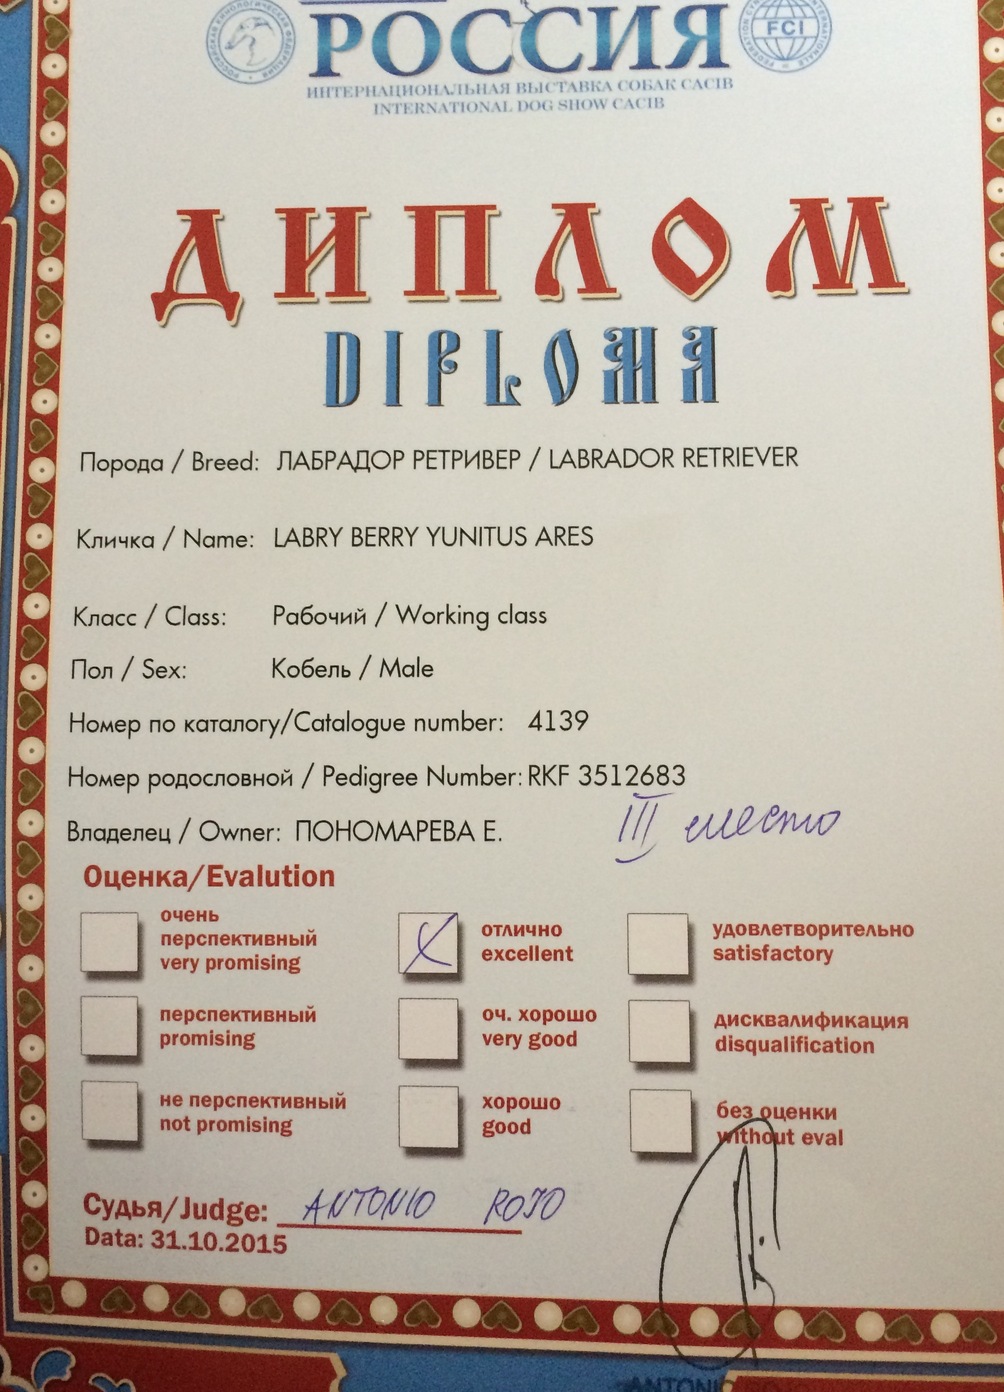 РОССИЯ
FCI
ИНТЕРНАЦИОНАЛЬНАЯ ВЫСТАВКА СОБАК CACIB
INTERNATIONAL DOG SHOW CACIB
ДИПЛОМ
DIPLOMA
Порода / Breed: ЛАБРАДОР РЕТРИВЕР / LABRADOR RETRIEVER
Кличка / Name: LABRY BERRY YUNITUS ARES
Класс / Class: Рабочий / Working class
Пол / Sex: Кобель / Male
Номер по каталогу/Catalogue number: 4139
Номер родословной / Pedigree Number: RKF 3512683
Владелец / Owner: ПОНОМАРЕВА Е.
III место
Оценка/Evalution
очень
перспективный
very promising
X
отлично
excellent
удовлетворительно
satisfactory
перспективный
promising
оч. хорошо
very good
дисквалификация
disqualification
не перспективный
not promising
хорошо
good
без оценки
without eval
Судья/Judge: ANTONIO ROJO
Data: 31.10.2015